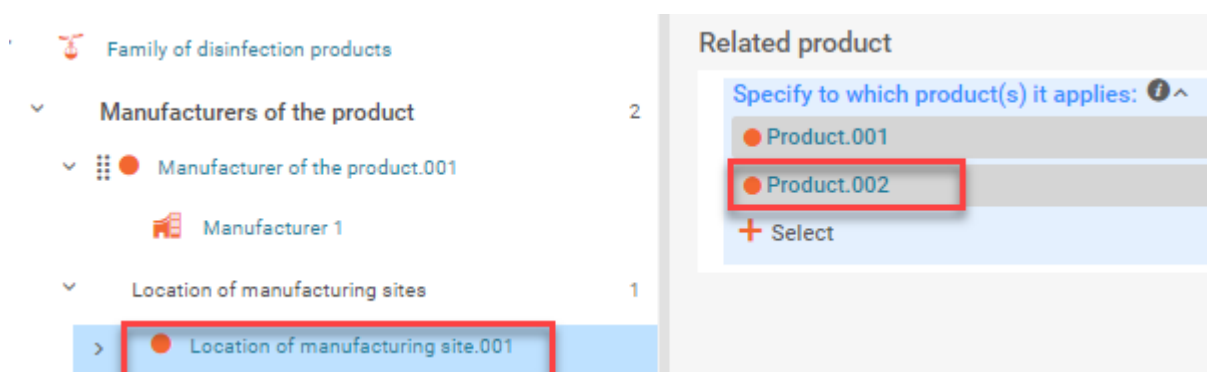 Family of disinfection products
Manufacturers of the product 2
Manufacturer of the product.001
Manufacturer 1
Location of manufacturing sites 1
Location of manufacturing site.001
Related product
Specify to which product(s) it applies:
Product.001
Product.002
Select